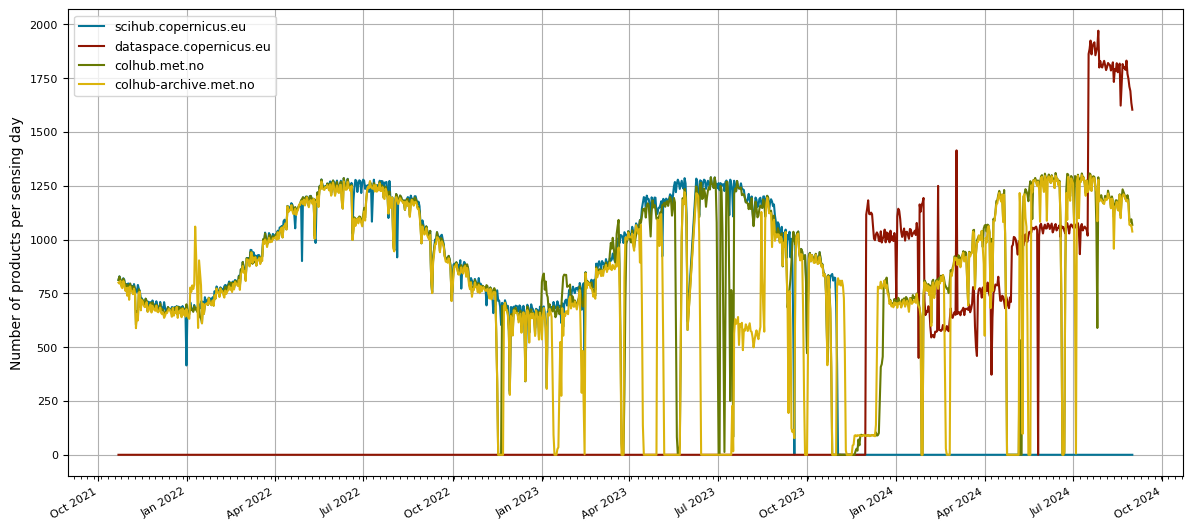 scihub.copernicus.eu
dataspace.copernicus.eu
colhub.met.no
colhub-archive.met.no
Number of products per sensing day
2000
1750
1500
1250
1000
750
500
250
0
Oct 2021
Jan 2022
Apr 2022
Jul 2022
Oct 2022
Jan 2023
Apr 2023
Jul 2023
Oct 2023
Jan 2024
Apr 2024
Jul 2024
Oct 2024